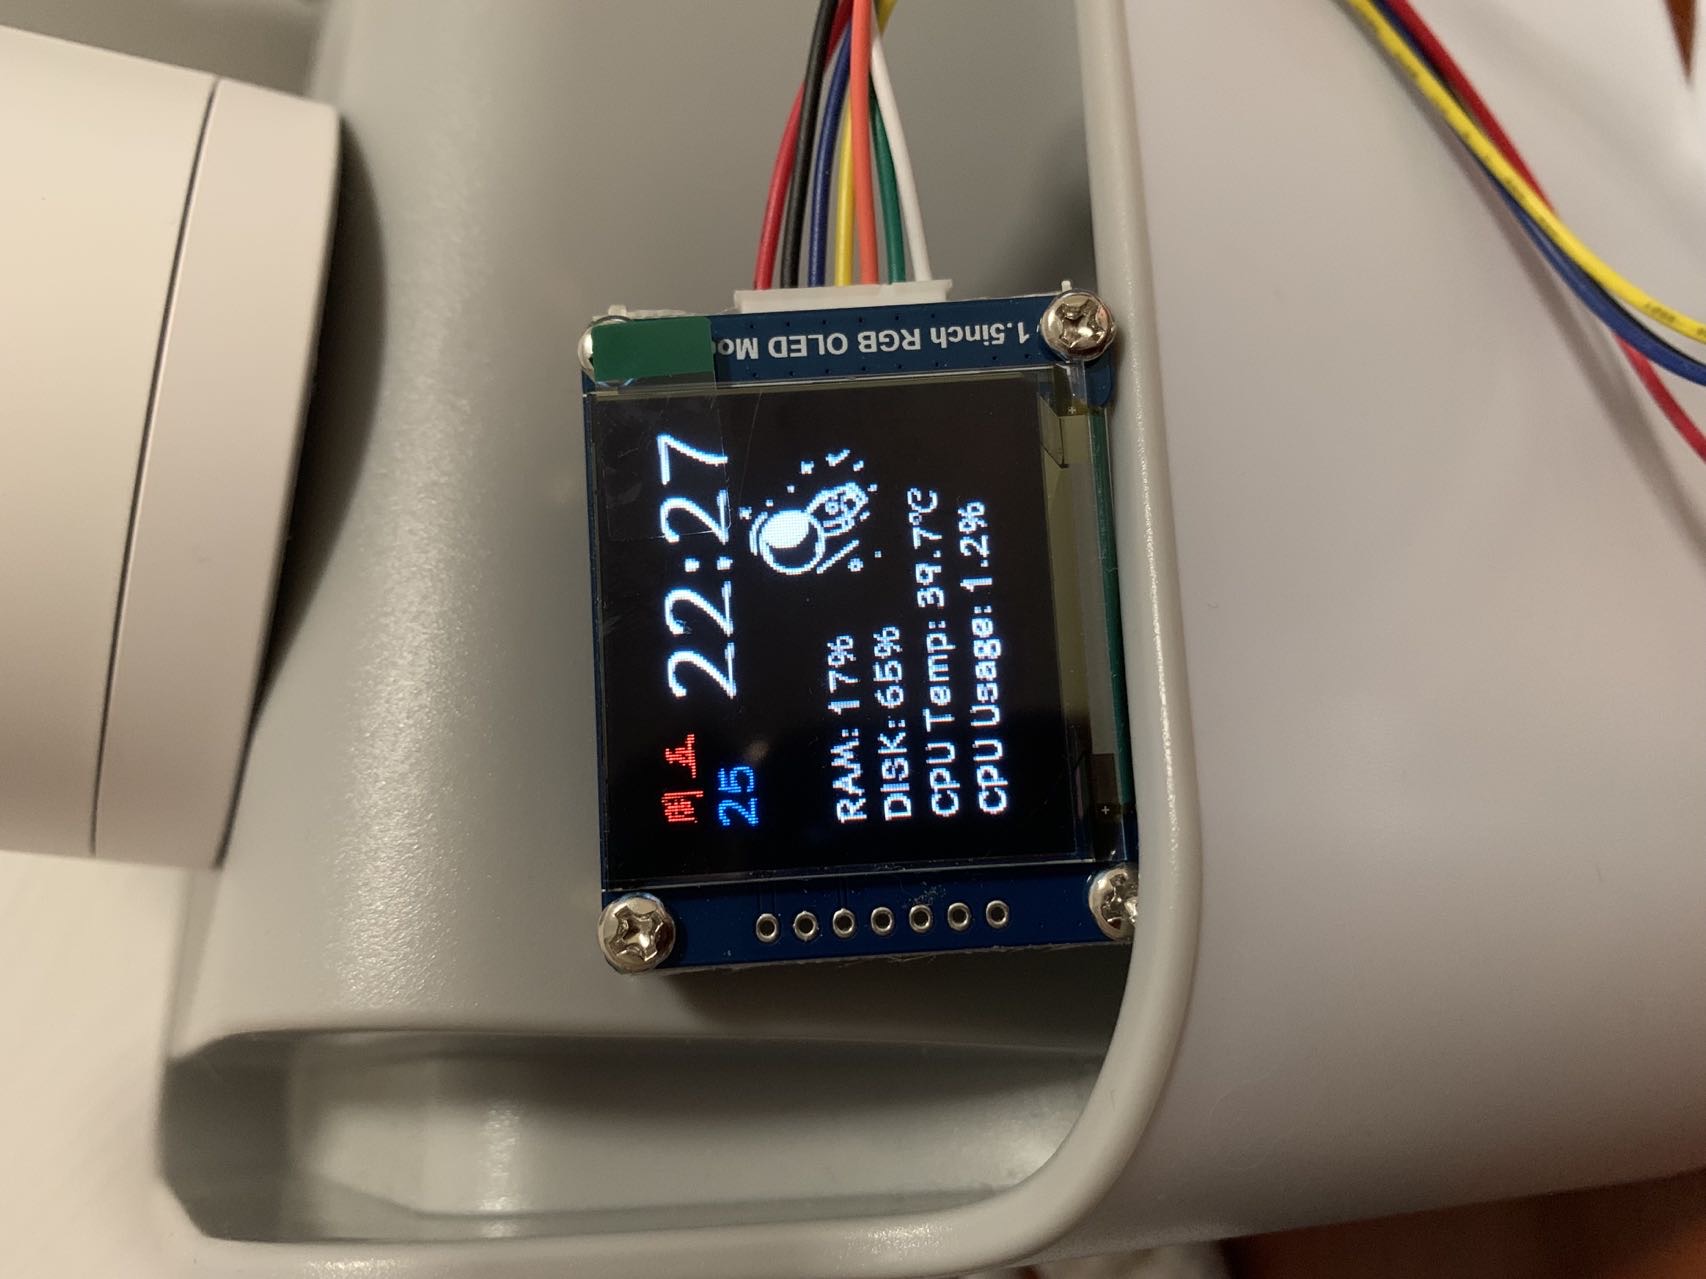 周五 22:27
25
RAM: 17%
DISK: 65%
CPU Temp: 39.7℃
CPU Usage: 1.2%
1.5inch RGB OLED Mo